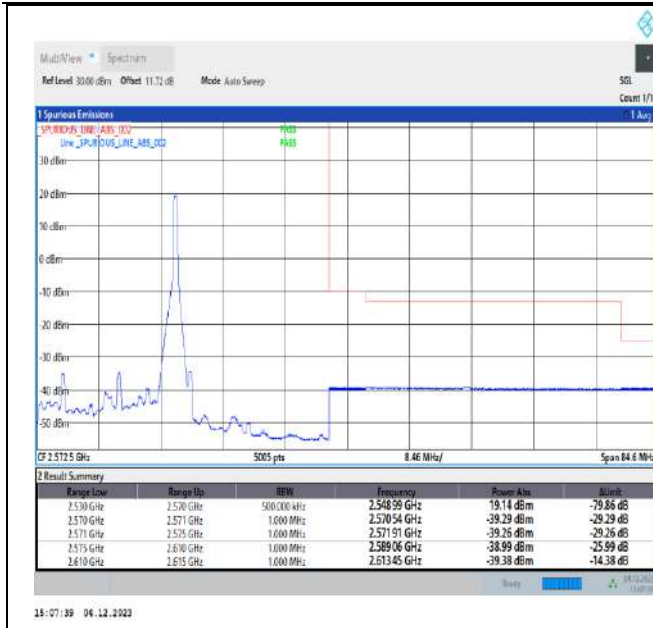 MultiView Spectrum
Ref Level 30.00 dBm Offset 11.72 dB Mode Auto Sweep SGL
Count 1/1
1 Spurious Emissions 1 Avg
_SPURIOUS_LINE_ABS_002 PASS
Line _SPURIOUS_LINE_ABS_002 PASS
30 dBm
20 dBm
10 dBm
0 dBm
-10 dBm
-20 dBm
-30 dBm
-40 dBm
-50 dBm
CF 2.5725 GHz 5005 pts 8.46 MHz/ Span 84.6 MHz
2 Result Summary
Range Low Range Up RBW Frequency Power Abs ΔLimit
2.530 GHz 2.570 GHz 500.000 kHz 2.54899 GHz 19.14 dBm -79.86 dB
2.570 GHz 2.571 GHz 1.000 MHz 2.57054 GHz -39.29 dBm -29.29 dB
2.571 GHz 2.575 GHz 1.000 MHz 2.57191 GHz -39.26 dBm -29.26 dB
2.575 GHz 2.610 GHz 1.000 MHz 2.58906 GHz -38.99 dBm -25.99 dB
2.610 GHz 2.615 GHz 1.000 MHz 2.61345 GHz -39.38 dBm -14.38 dB
Ready
15:07:39 04.12.2023